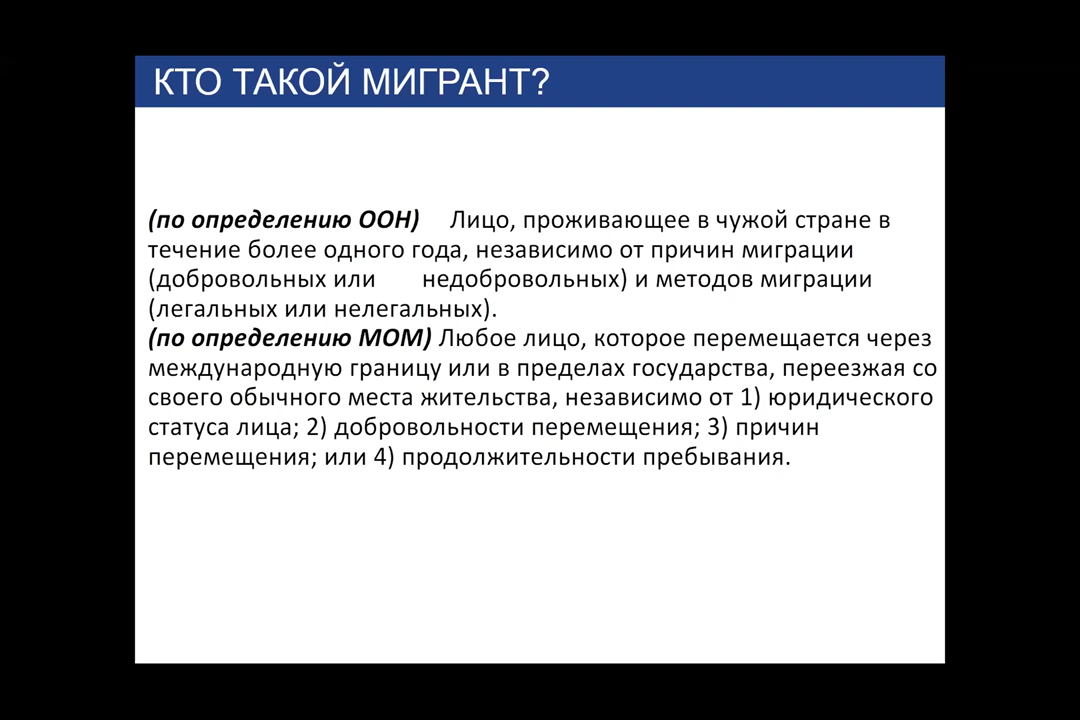 КТО ТАКОЙ МИГРАНТ?
(по определению ООН) Лицо, проживающее в чужой стране в
течение более одного года, независимо от причин миграции
(добровольных или недобровольных) и методов миграции
(легальных или нелегальных).
(по определению МОМ) Любое лицо, которое перемещается через
международную границу или в пределах государства, переезжая со
своего обычного места жительства, независимо от 1) юридического
статуса лица; 2) добровольности перемещения; 3) причин
перемещения; или 4) продолжительности пребывания.